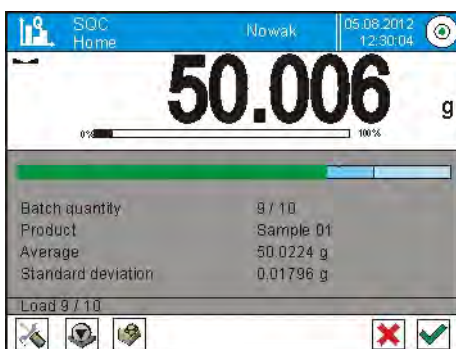 SQC Nowak 05.08.2012
Home 12:30:04
50.006 g
0% 100%
Batch quantity 9 / 10
Product Sample 01
Average 50.0224 g
Standard deviation 0.01796 g
Load 9 / 10